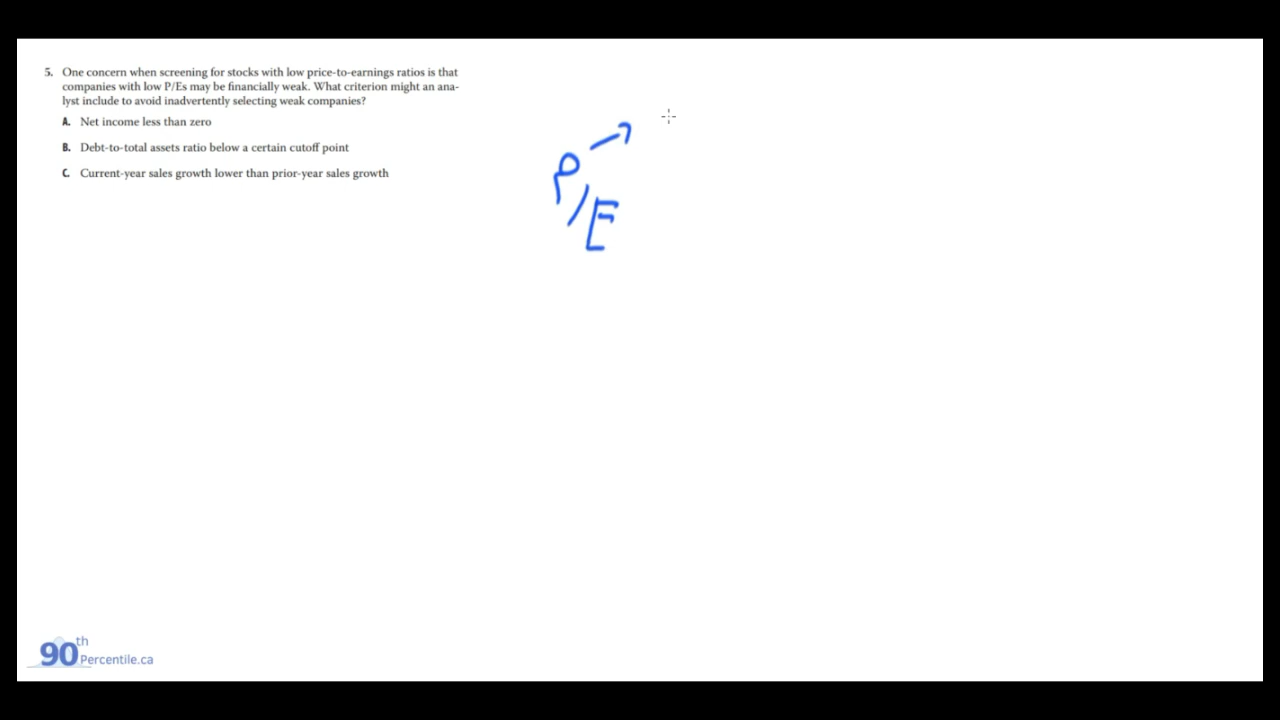 5. One concern when screening for stocks with low price-to-earnings ratios is that
companies with low P/Es may be financially weak. What criterion might an ana-
lyst include to avoid inadvertently selecting weak companies?
A. Net income less than zero
B. Debt-to-total assets ratio below a certain cutoff point
C. Current-year sales growth lower than prior-year sales growth
P/E
90th
Percentile.ca